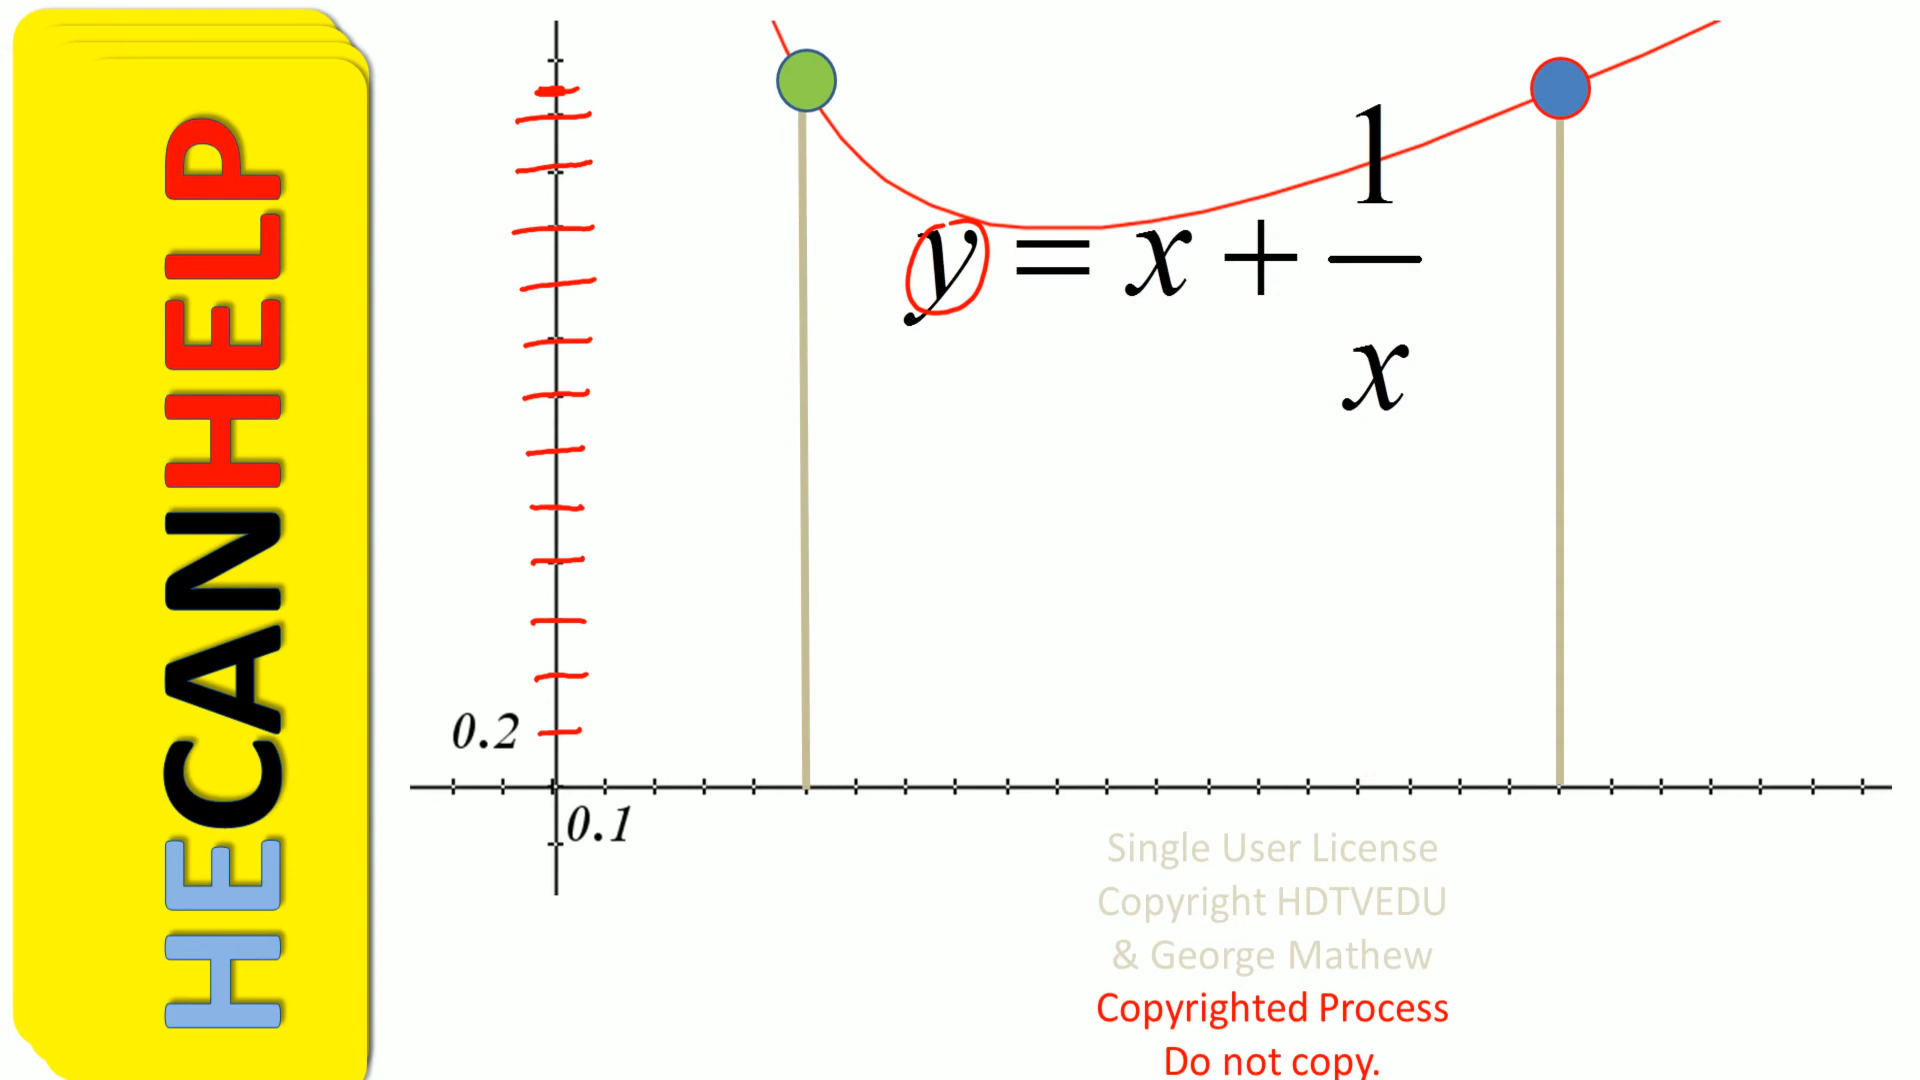 HECANHELP
y = x + 1/x
0.2
0.1
Single User License
Copyright HDTVEDU
& George Mathew
Copyrighted Process
Do not copy.